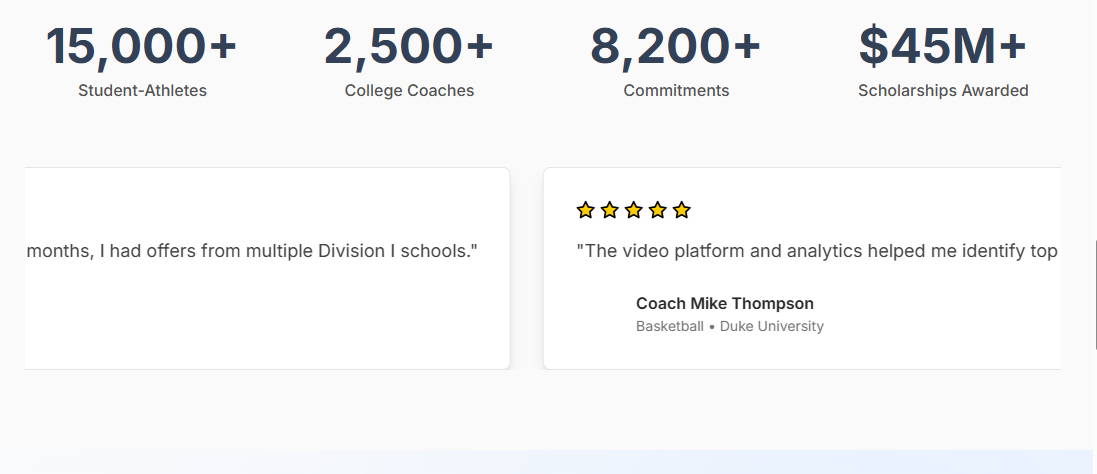 15,000+
Student-Athletes
2,500+
College Coaches
8,200+
Commitments
$45M+
Scholarships Awarded
months, I had offers from multiple Division I schools."
"The video platform and analytics helped me identify top
Coach Mike Thompson
Basketball • Duke University